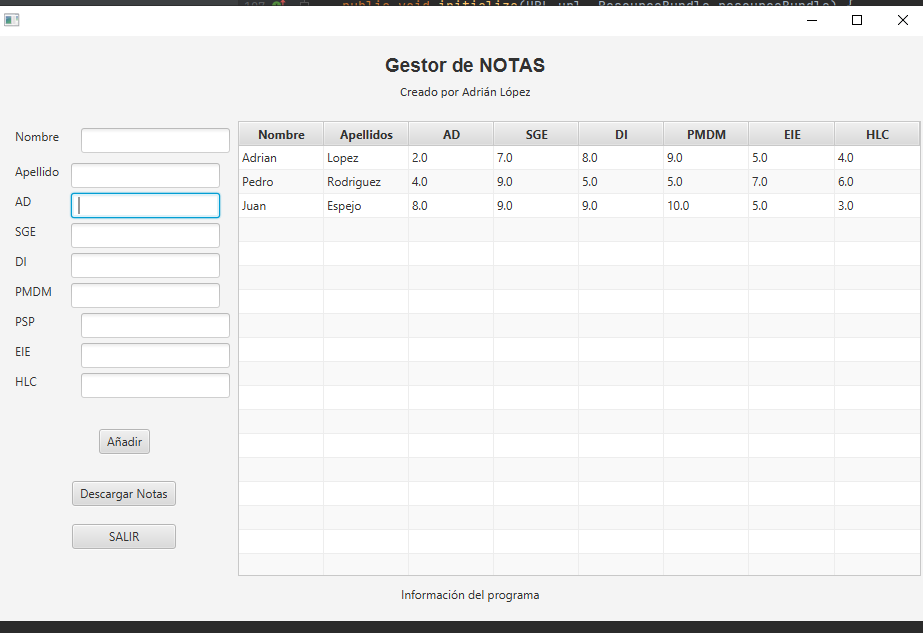 public void initialize(URL url, ResourceBundle resourceBundle) {
Gestor de NOTAS
Creado por Adrián López
Nombre
Apellido
AD
SGE
DI
PMDM
PSP
EIE
HLC
Añadir
Descargar Notas
SALIR
Nombre Apellidos AD SGE DI PMDM EIE HLC
Adrian Lopez 2.0 7.0 8.0 9.0 5.0 4.0
Pedro Rodriguez 4.0 9.0 5.0 5.0 7.0 6.0
Juan Espejo 8.0 9.0 9.0 10.0 5.0 3.0
Información del programa